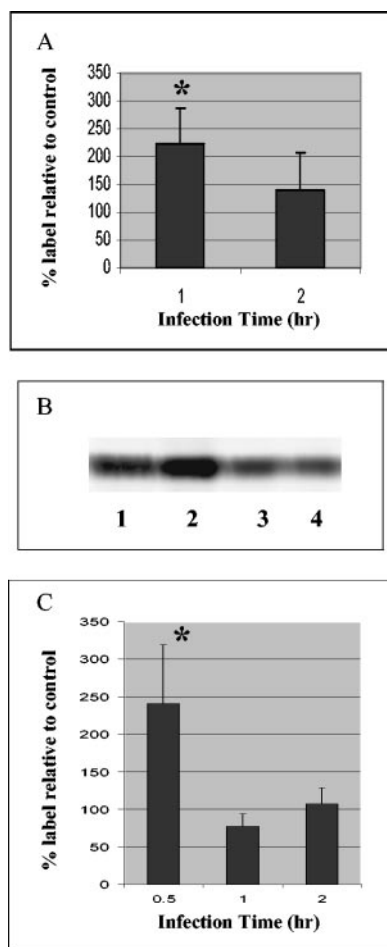 A
% label relative to control
350
300
250
200
150
100
50
0
*
1 2
Infection Time (hr)
B
1 2 3 4
C
% label relative to control
350
300
250
200
150
100
50
0
*
0.5 1 2
Infection Time (hr)